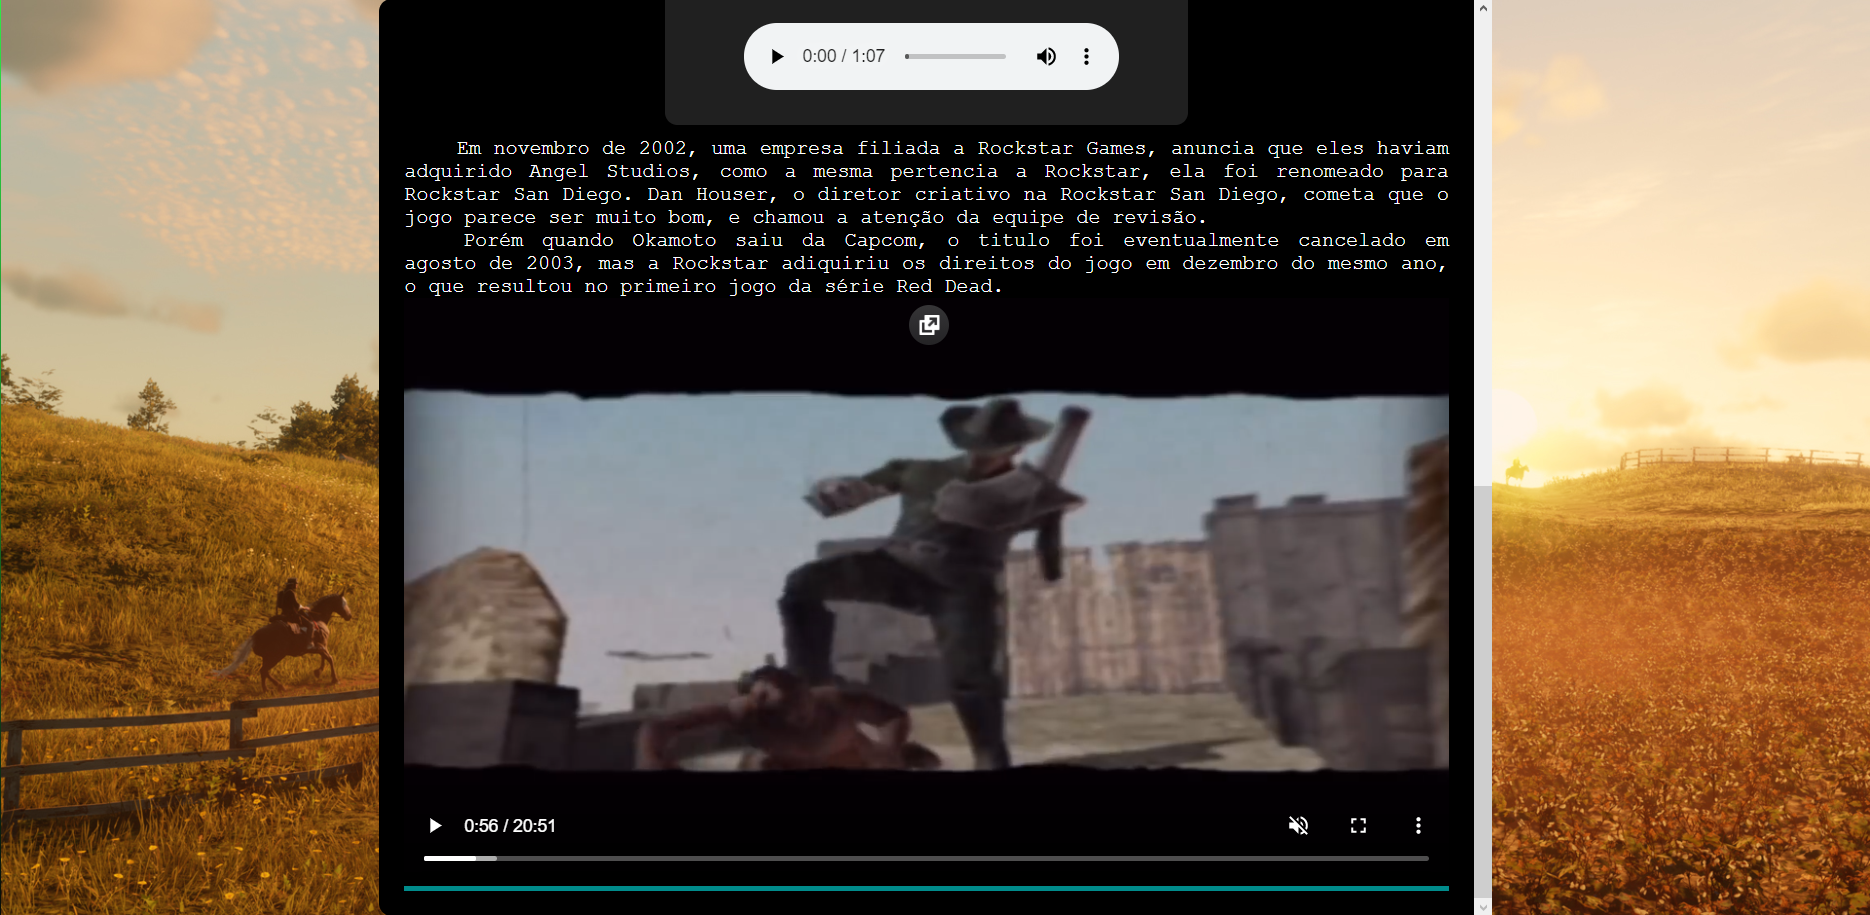 0:00 / 1:07
Em novembro de 2002, uma empresa filiada a Rockstar Games, anuncia que eles haviam
adquirido Angel Studios, como a mesma pertencia a Rockstar, ela foi renomeado para
Rockstar San Diego. Dan Houser, o diretor criativo na Rockstar San Diego, cometa que o
jogo parece ser muito bom, e chamou a atenção da equipe de revisão.
Porém quando Okamoto saiu da Capcom, o titulo foi eventualmente cancelado em
agosto de 2003, mas a Rockstar adiquiriu os direitos do jogo em dezembro do mesmo ano,
o que resultou no primeiro jogo da série Red Dead.
0:56 / 20:51